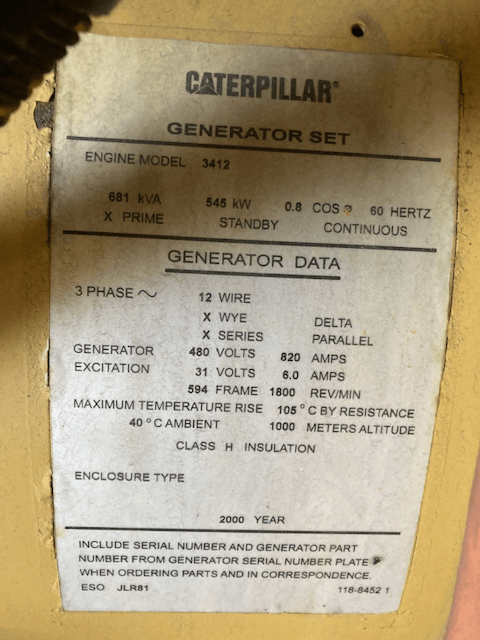 CATERPILLAR®
GENERATOR SET
ENGINE MODEL 3412
681 kVA 545 kW 0.8 COS 60 HERTZ
X PRIME STANDBY CONTINUOUS
GENERATOR DATA
3 PHASE ~ 12 WIRE
X WYE DELTA
X SERIES PARALLEL
GENERATOR 480 VOLTS 820 AMPS
EXCITATION 31 VOLTS 6.0 AMPS
594 FRAME 1800 REV/MIN
MAXIMUM TEMPERATURE RISE 105 °C BY RESISTANCE
40 °C AMBIENT 1000 METERS ALTITUDE
CLASS H INSULATION
ENCLOSURE TYPE
2000 YEAR
INCLUDE SERIAL NUMBER AND GENERATOR PART
NUMBER FROM GENERATOR SERIAL NUMBER PLATE
WHEN ORDERING PARTS AND IN CORRESPONDENCE.
ESO JLR81 118-8452 1